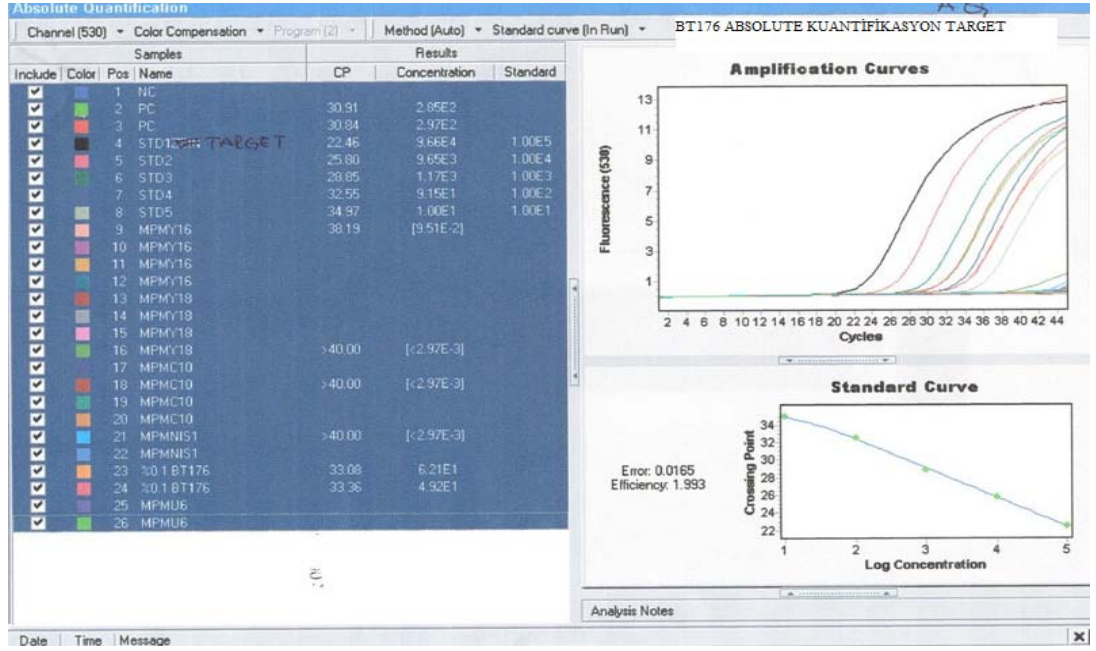 Absolute Quantification
Channel (530) Color Compensation Program (2) Method (Auto) Standard curve (In Run)
BT176 ABSOLUTE KUANTİFİKASYON TARGET
Samples Results
Include Color Pos Name CP Concentration Standard
1 NC
2 PC 30.91 2.85E2
3 PC 30.84 2.97E2
4 STD1 TARGET 22.46 9.66E4 1.00E5
5 STD2 25.80 9.65E3 1.00E4
6 STD3 28.85 1.17E3 1.00E3
7 STD4 32.55 9.15E1 1.00E2
8 STD5 34.97 1.00E1 1.00E1
9 MPMY16 38.19 [9.51E-2]
10 MPMY16
11 MPMY16
12 MPMY16
13 MPMY18
14 MPMY18
15 MPMY18
16 MPMY18 >40.00 [<2.97E-3]
17 MPMC10
18 MPMC10 >40.00 [<2.97E-3]
19 MPMC10
20 MPMC10
21 MPMNIS1 >40.00 [<2.97E-3]
22 MPMNIS1
23 %0.1 BT176 33.08 6.21E1
24 %0.1 BT176 33.36 4.92E1
25 MPMU6
26 MPMU6
Amplification Curves
Fluorescence (538)
13
11
9
7
5
3
1
2 4 6 8 10 12 14 16 18 20 22 24 26 28 30 32 34 36 38 40 42 44
Cycles
Standard Curve
Error: 0.0165
Efficiency: 1.993
Crossing Point
34
32
30
28
26
24
22
1 2 3 4 5
Log Concentration
Analysis Notes
Date Time Message